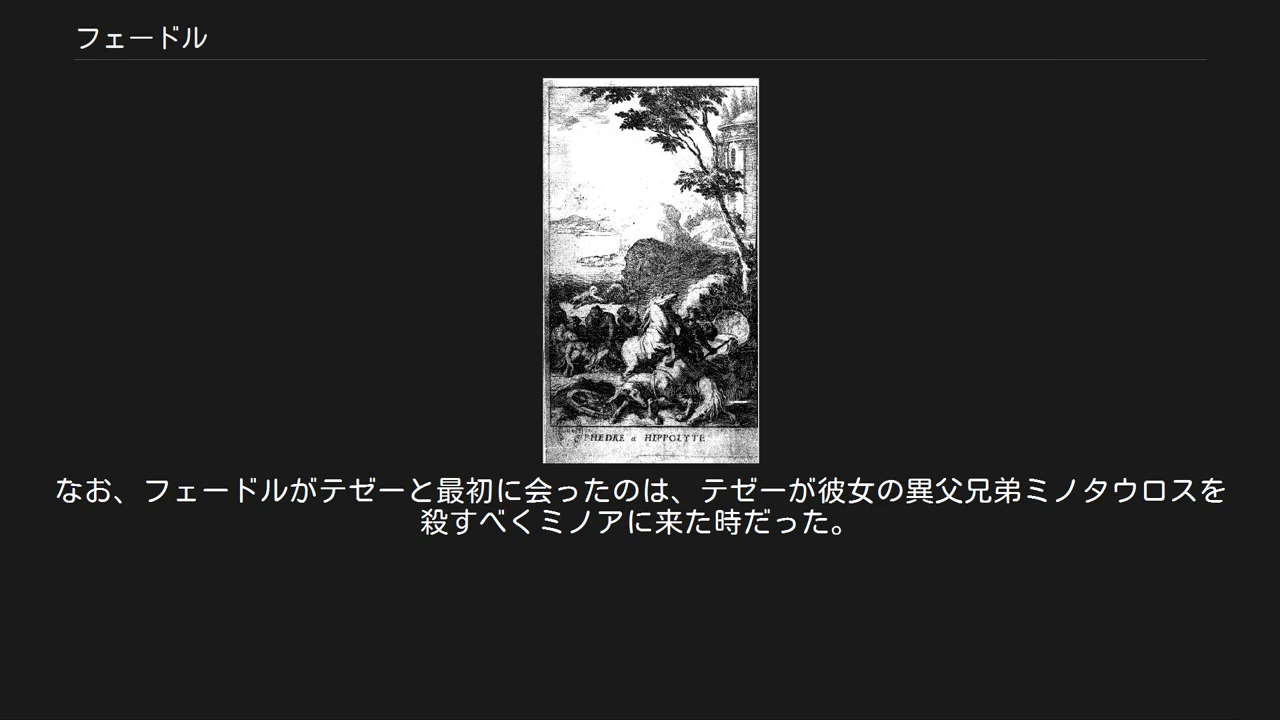 フェードル
PHEDRE et HIPPOLYTE
なお、フェードルがテゼーと最初に会ったのは、テゼーが彼女の異父兄弟ミノタウロスを
殺すべくミノアに来た時だった。